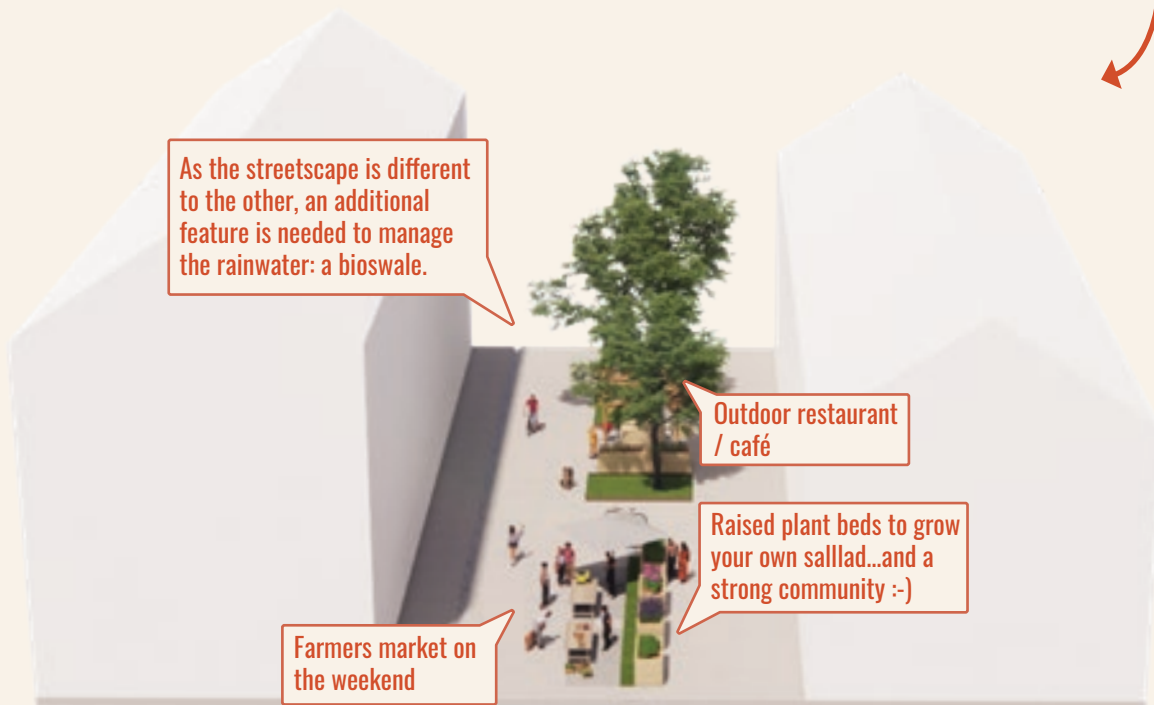 As the streetscape is different
to the other, an additional
feature is needed to manage
the rainwater: a bioswale.
Outdoor restaurant
/ café
Raised plant beds to grow
your own salllad...and a
strong community :-)
Farmers market on
the weekend